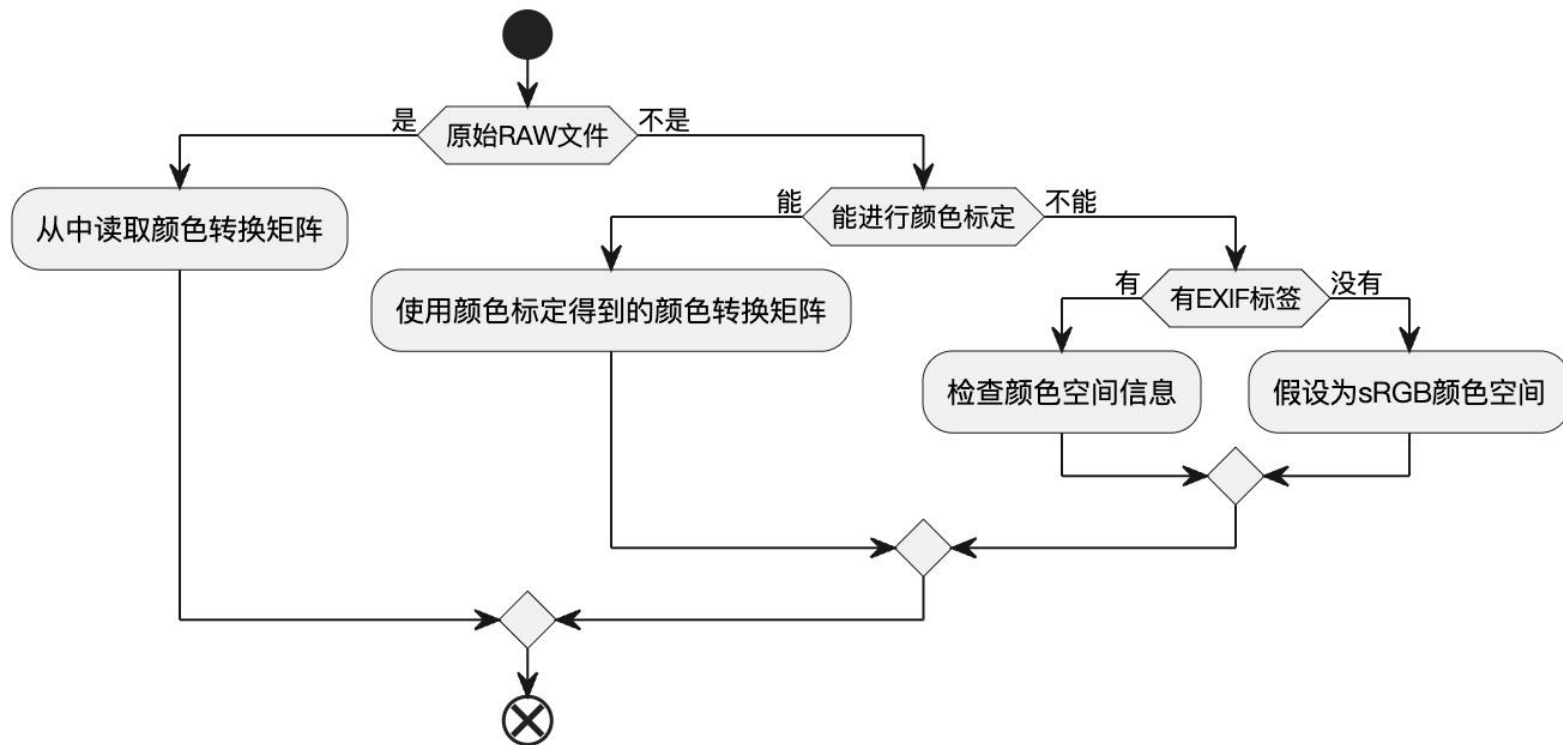 原始RAW文件
是
不是
从中读取颜色转换矩阵
能进行颜色标定
能
不能
使用颜色标定得到的颜色转换矩阵
有EXIF标签
有
没有
检查颜色空间信息
假设为sRGB颜色空间